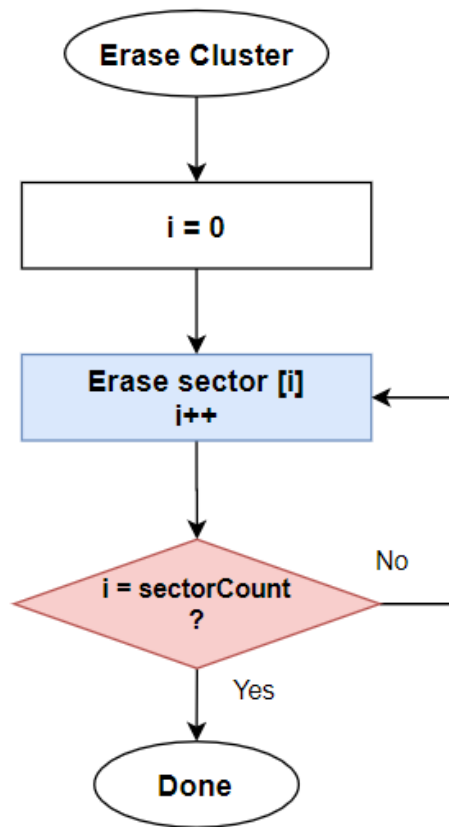 Erase Cluster
i = 0
Erase sector [i]
i++
i = sectorCount
?
No
Yes
Done